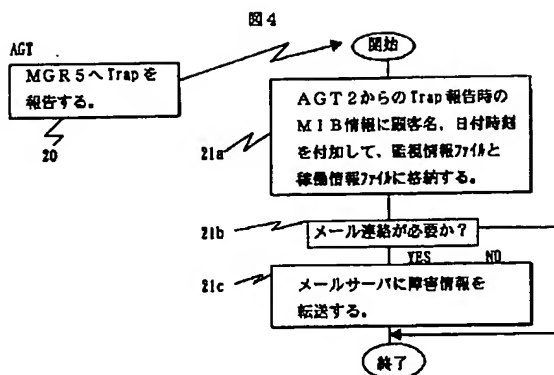 図4
AGT
MGR5へTrapを
報告する。
20
開始
AGT2からのTrap報告時の
MIB情報に顧客名，日付時刻
を付加して、監視情報ファイルと
稼働情報ファイルに格納する。
21a
21b
メール連絡が必要か？
YES
NO
21c
メールサーバに障害情報を
転送する。
終了